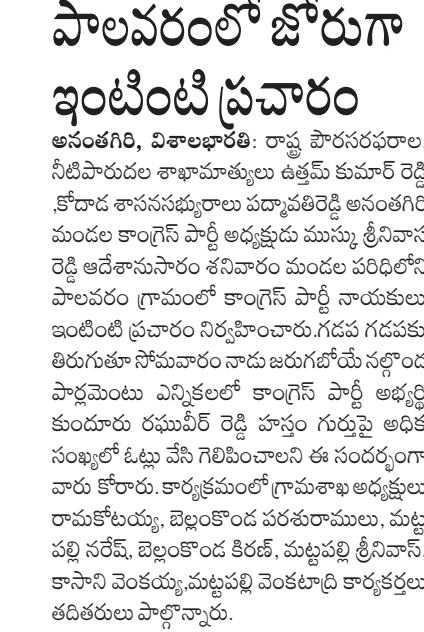 పాలవరంలో జోరుగా
ఇంటింటి ప్రచారం
అనంతగిరి, విశాలభారతి: రాష్ట్ర పౌరసరఫరాల,
నీటిపారుదల శాఖామాత్యులు ఉత్తమ్ కుమార్ రెడ్డి
,కోదాడ శాసనసభ్యురాలు పద్మావతిరెడ్డి అనంతగిరి
మండల కాంగ్రెస్ పార్టీ అధ్యక్షుడు ముస్కు శ్రీనివాస
రెడ్డి ఆదేశానుసారం శనివారం మండల పరిధిలోని
పాలవరం గ్రామంలో కాంగ్రెస్ పార్టీ నాయకులు
ఇంటింటి ప్రచారం నిర్వహించారు.గడప గడపకు
తిరుగుతూ సోమవారం నాడు జరుగబోయే నల్గొండ
పార్లమెంటు ఎన్నికలలో కాంగ్రెస్ పార్టీ అభ్యర్థి
కుందూరు రఘువీర్ రెడ్డి హస్తం గుర్తుపై అధిక
సంఖ్యలో ఓట్లు వేసి గెలిపించాలని ఈ సందర్భంగా
వారు కోరారు. కార్యక్రమంలో గ్రామశాఖ అధ్యక్షులు
రామకోటయ్య, బెల్లంకొండ పరశురాములు, మట్ట
పల్లి నరేష్, బెల్లంకొండ కిరణ్, మట్టపల్లి శ్రీనివాస్,
కాసాని వెంకయ్య,మట్టపల్లి వెంకటాద్రి కార్యకర్తలు
తదితరులు పాల్గొన్నారు.